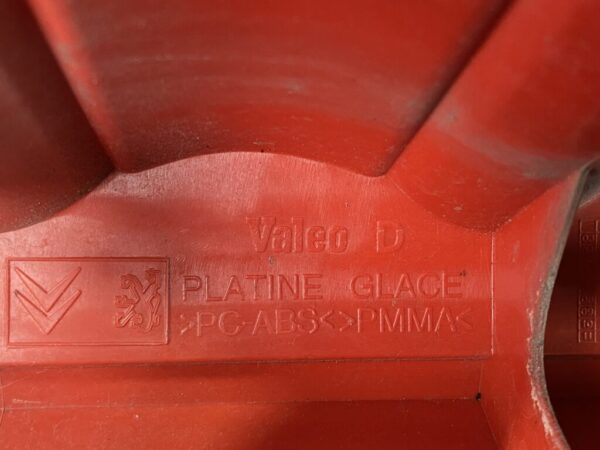 Valeo D
PLATINE GLACE
>PC-ABS<>PMMA<